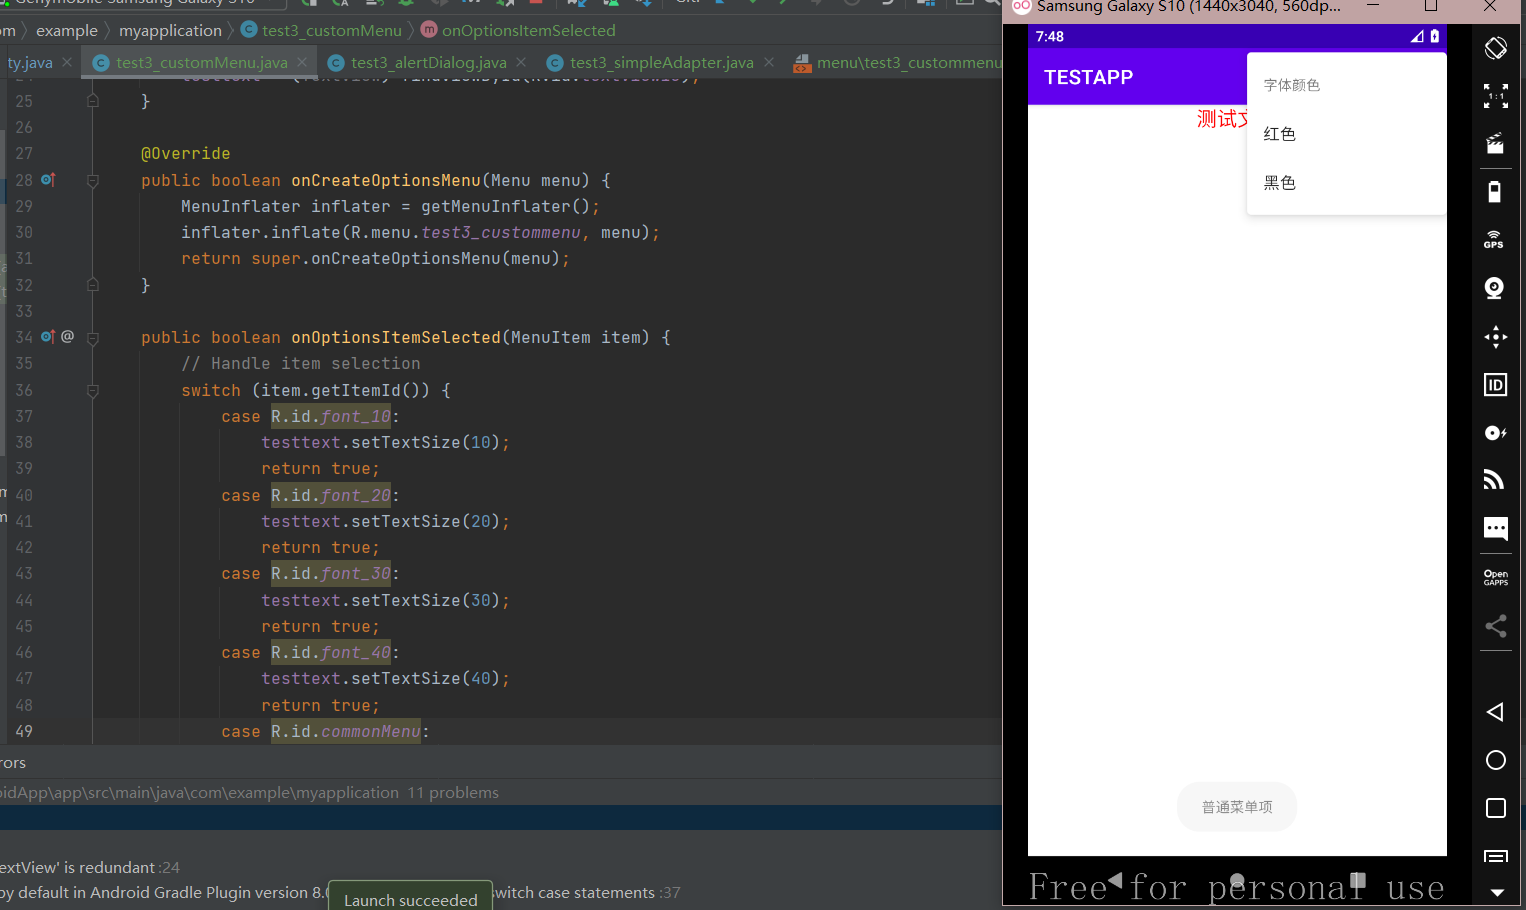 Genymobile Samsung Galaxy S10
om 〉 example 〉 myapplication 〉 test3_customMenu 〉 onOptionsItemSelected
ty.java × test3_customMenu.java × test3_alertDialog.java × test3_simpleAdapter.java × menu\test3_custommenu
25 }
26
27 @Override
28 public boolean onCreateOptionsMenu(Menu menu) {
29 MenuInflater inflater = getMenuInflater();
30 inflater.inflate(R.menu.test3_custommenu, menu);
31 return super.onCreateOptionsMenu(menu);
32 }
33
34 @ public boolean onOptionsItemSelected(MenuItem item) {
35 // Handle item selection
36 switch (item.getItemId()) {
37 case R.id.font_10:
38 testtext.setTextSize(10);
39 return true;
40 case R.id.font_20:
41 testtext.setTextSize(20);
42 return true;
43 case R.id.font_30:
44 testtext.setTextSize(30);
45 return true;
46 case R.id.font_40:
47 testtext.setTextSize(40);
48 return true;
49 case R.id.commonMenu:
rors
oidApp\app\src\main\java\com\example\myapplication 11 problems
extView' is redundant :24
by default in Android Gradle Plugin version 8.0 switch case statements :37
Launch succeeded
Samsung Galaxy S10 (1440x3040, 560dp...
7:48
TESTAPP
字体颜色
测试文
红色
黑色
普通菜单项
Free for personal use
1:1
GPS
ID
Open
GAPPS